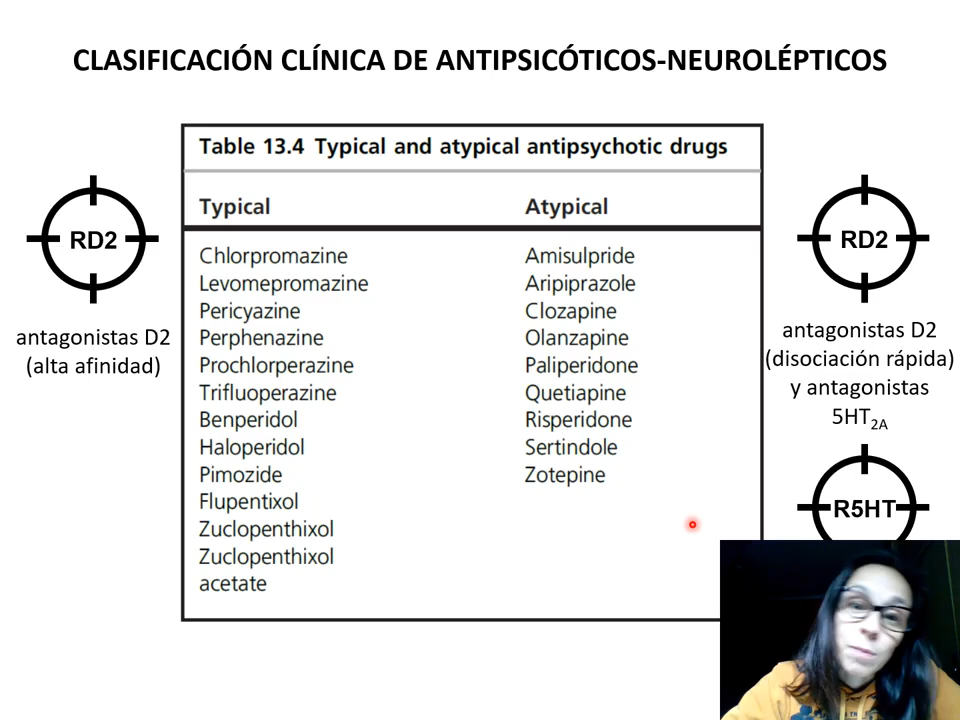 CLASIFICACIÓN CLÍNICA DE ANTIPSICÓTICOS-NEUROLÉPTICOS
RD2
antagonistas D2
(alta afinidad)
Table 13.4 Typical and atypical antipsychotic drugs
Typical
Atypical
Chlorpromazine
Levomepromazine
Pericyazine
Perphenazine
Prochlorperazine
Trifluoperazine
Benperidol
Haloperidol
Pimozide
Flupentixol
Zuclopenthixol
Zuclopenthixol
acetate
Amisulpride
Aripiprazole
Clozapine
Olanzapine
Paliperidone
Quetiapine
Risperidone
Sertindole
Zotepine
RD2
antagonistas D2
(disociación rápida)
y antagonistas
5HT2A
R5HT